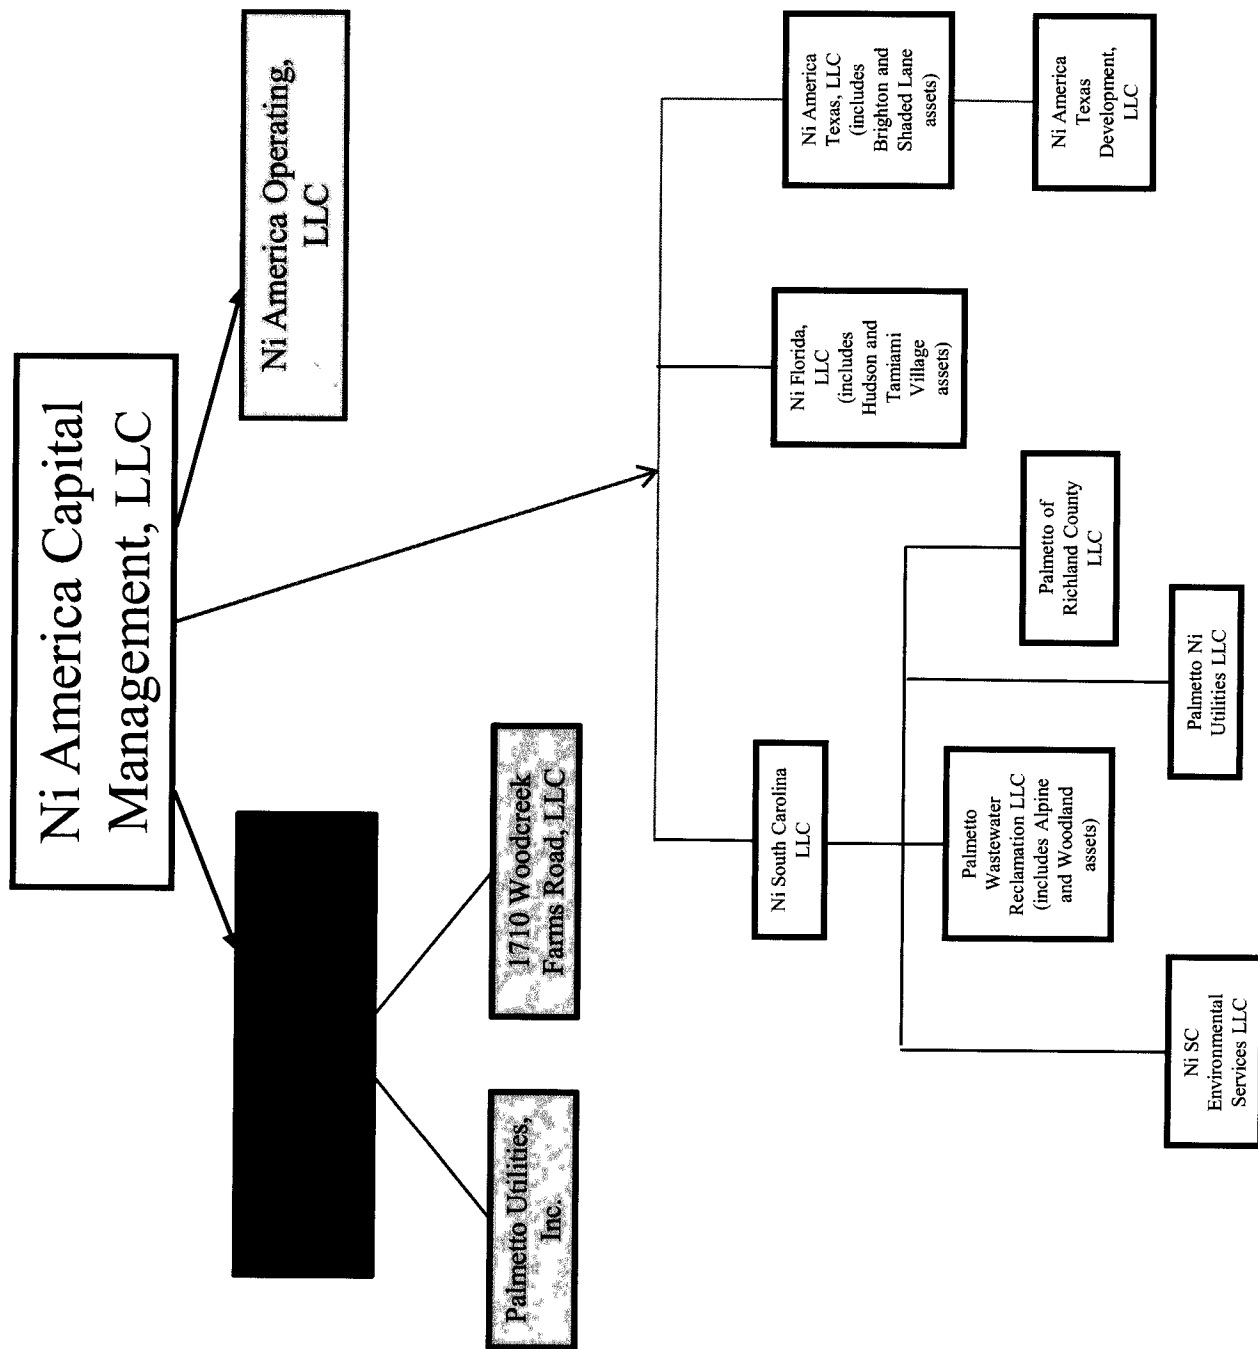 Ni America Capital
Management, LLC
Ni America Operating,
LLC
Palmetto Utilities,
Inc.
1710 Woodcreek
Farms Road, LLC
Ni South Carolina
LLC
Ni Florida,
LLC
(includes
Hudson and
Tamiami
Village
assets)
Ni America
Texas, LLC
(includes
Brighton and
Shaded Lane
assets)
Ni SC
Environmental
Services LLC
Palmetto
Wastewater
Reclamation LLC
(includes Alpine
and Woodland
assets)
Palmetto Ni
Utilities LLC
Palmetto of
Richland County
LLC
Ni America
Texas
Development,
LLC